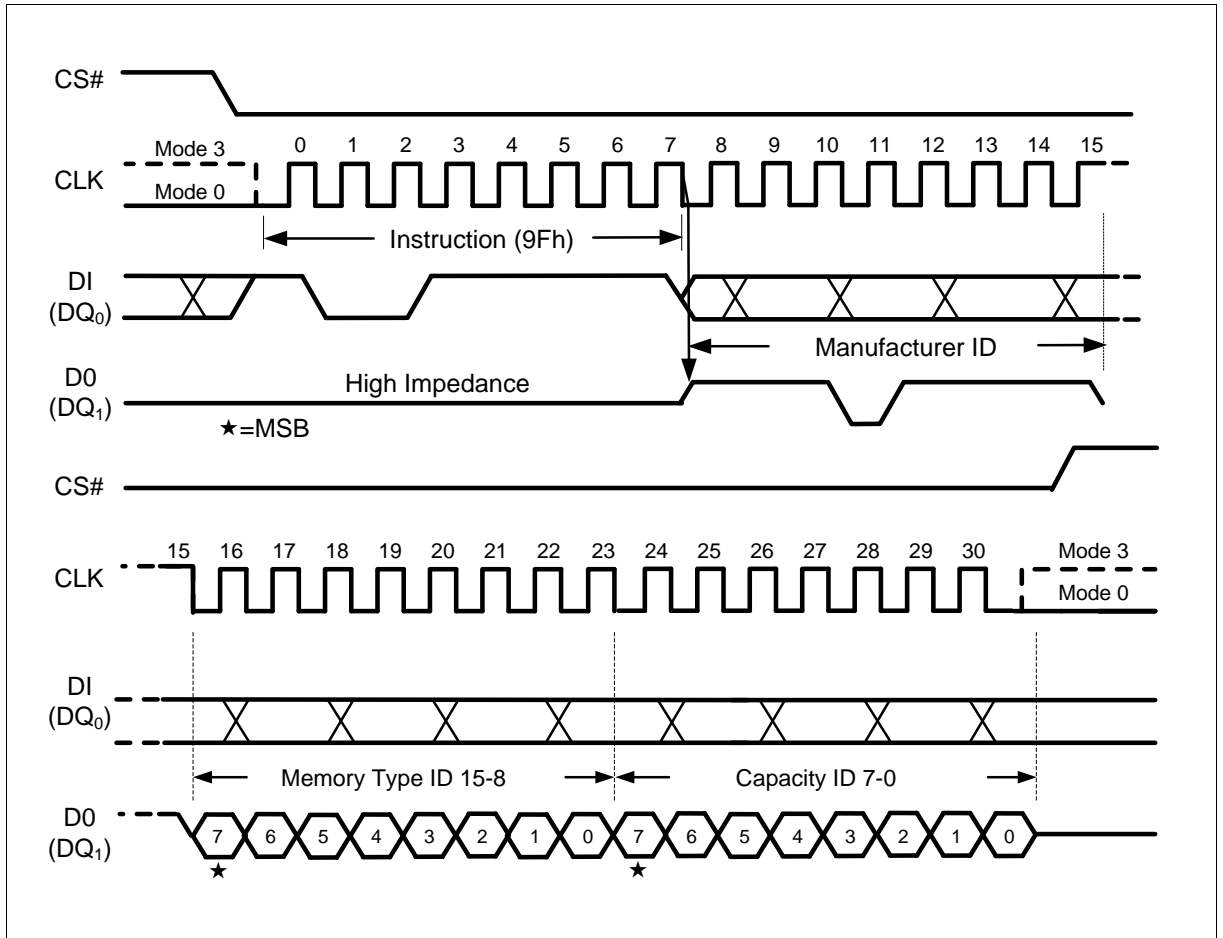 CS#
Mode 3
0 1 2 3 4 5 6 7 8 9 10 11 12 13 14 15
CLK
Mode 0
Instruction (9Fh)
DI
(DQ0)
Manufacturer ID
D0
(DQ1)
High Impedance
★=MSB
CS#
15 16 17 18 19 20 21 22 23 24 25 26 27 28 29 30
Mode 3
CLK
Mode 0
DI
(DQ0)
Memory Type ID 15-8
Capacity ID 7-0
D0
(DQ1)
7 6 5 4 3 2 1 0 7 6 5 4 3 2 1 0
★ ★